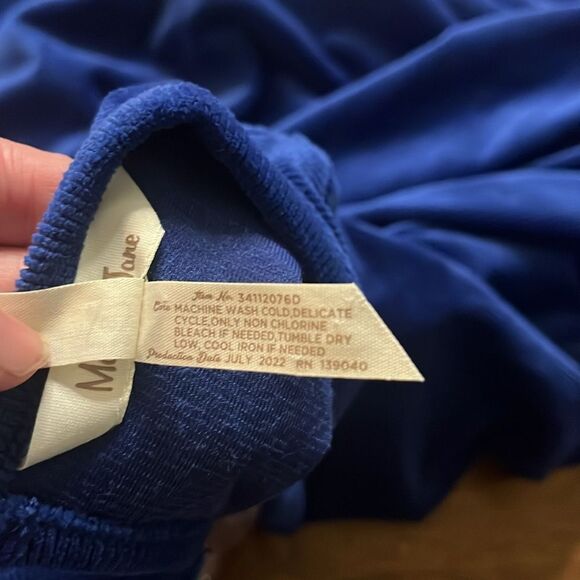 Item No. 34112076D
Care MACHINE WASH COLD,DELICATE
CYCLE,ONLY NON CHLORINE
BLEACH IF NEEDED,TUMBLE DRY
LOW, COOL IRON IF NEEDED
Production Date JULY 2022 RN 139040
Jane